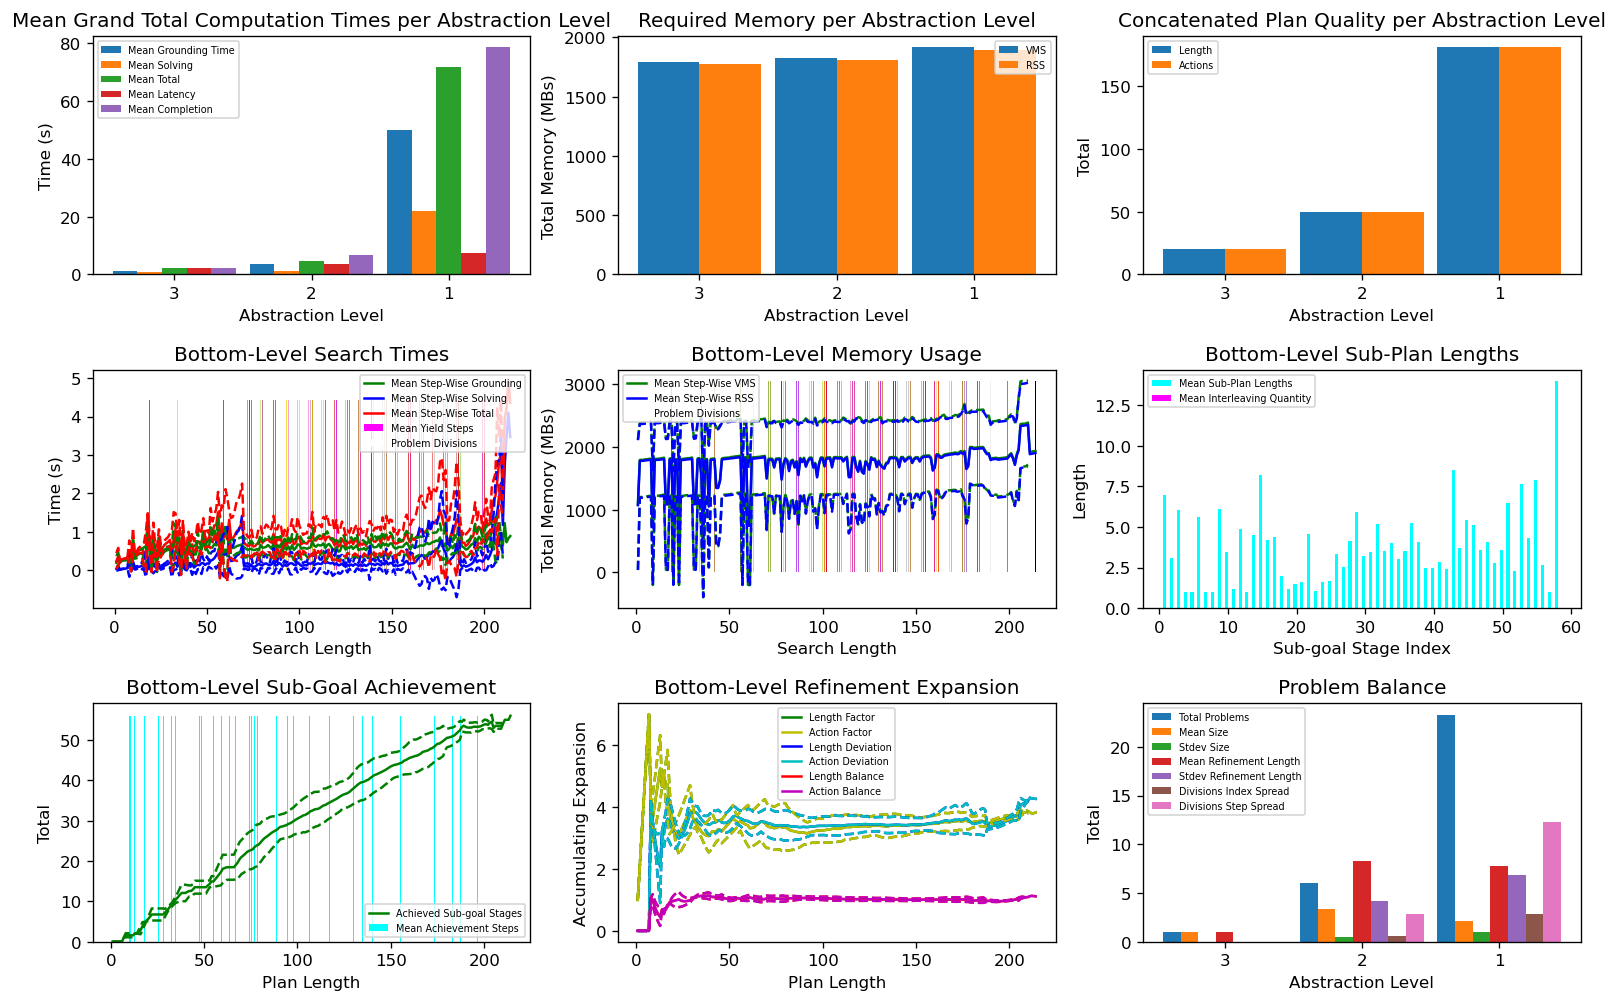 Mean Grand Total Computation Times per Abstraction Level
Time (s)
80
60
40
20
0
Mean Grounding Time
Mean Solving
Mean Total
Mean Latency
Mean Completion
3 2 1
Abstraction Level
Required Memory per Abstraction Level
Total Memory (MBs)
2000
1500
1000
500
0
VMS
RSS
3 2 1
Abstraction Level
Concatenated Plan Quality per Abstraction Level
Total
150
100
50
0
Length
Actions
3 2 1
Abstraction Level
Bottom-Level Search Times
Time (s)
5
4
3
2
1
0
Mean Step-Wise Grounding
Mean Step-Wise Solving
Mean Step-Wise Total
Mean Yield Steps
Problem Divisions
0 50 100 150 200
Search Length
Bottom-Level Memory Usage
Total Memory (MBs)
3000
2000
1000
0
Mean Step-Wise VMS
Mean Step-Wise RSS
Problem Divisions
0 50 100 150 200
Search Length
Bottom-Level Sub-Plan Lengths
Length
12.5
10.0
7.5
5.0
2.5
0.0
Mean Sub-Plan Lengths
Mean Interleaving Quantity
0 10 20 30 40 50 60
Sub-goal Stage Index
Bottom-Level Sub-Goal Achievement
Total
50
40
30
20
10
0
Achieved Sub-goal Stages
Mean Achievement Steps
0 50 100 150 200
Plan Length
Bottom-Level Refinement Expansion
Accumulating Expansion
6
4
2
0
Length Factor
Action Factor
Length Deviation
Action Deviation
Length Balance
Action Balance
0 50 100 150 200
Plan Length
Problem Balance
Total
20
15
10
5
0
Total Problems
Mean Size
Stdev Size
Mean Refinement Length
Stdev Refinement Length
Divisions Index Spread
Divisions Step Spread
3 2 1
Abstraction Level